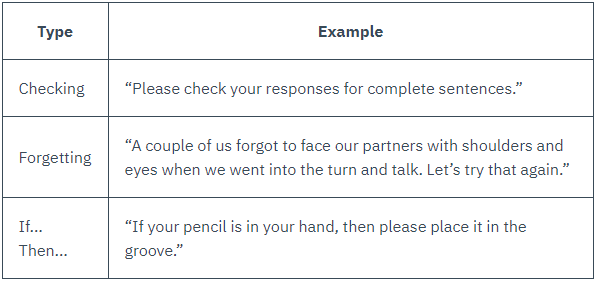 Type
Example
Checking
“Please check your responses for complete sentences.”
Forgetting
“A couple of us forgot to face our partners with shoulders and
eyes when we went into the turn and talk. Let’s try that again.”
If…
Then…
“If your pencil is in your hand, then please place it in the
groove.”